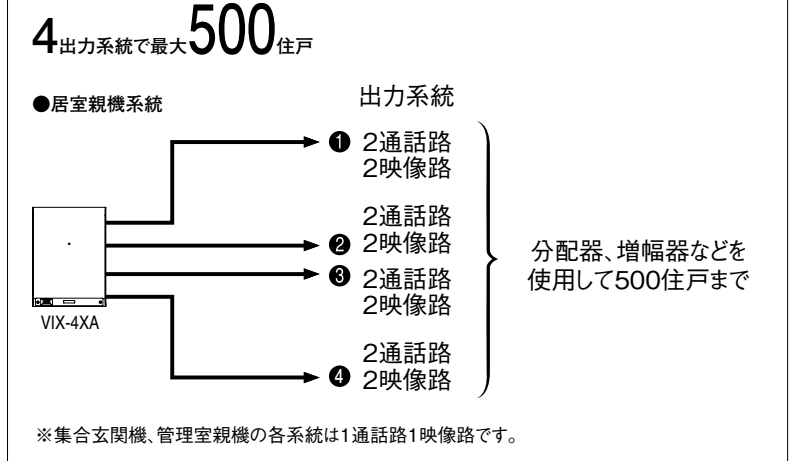 4出力系統で最大500住戸
●居室親機系統
出力系統
❶ 2通話路
2映像路
2通話路
❷ 2映像路
❸ 2通話路
2映像路
2通話路
❹ 2映像路
分配器、増幅器などを
使用して500住戸まで
VIX-4XA
※集合玄関機、管理室親機の各系統は1通話路1映像路です。